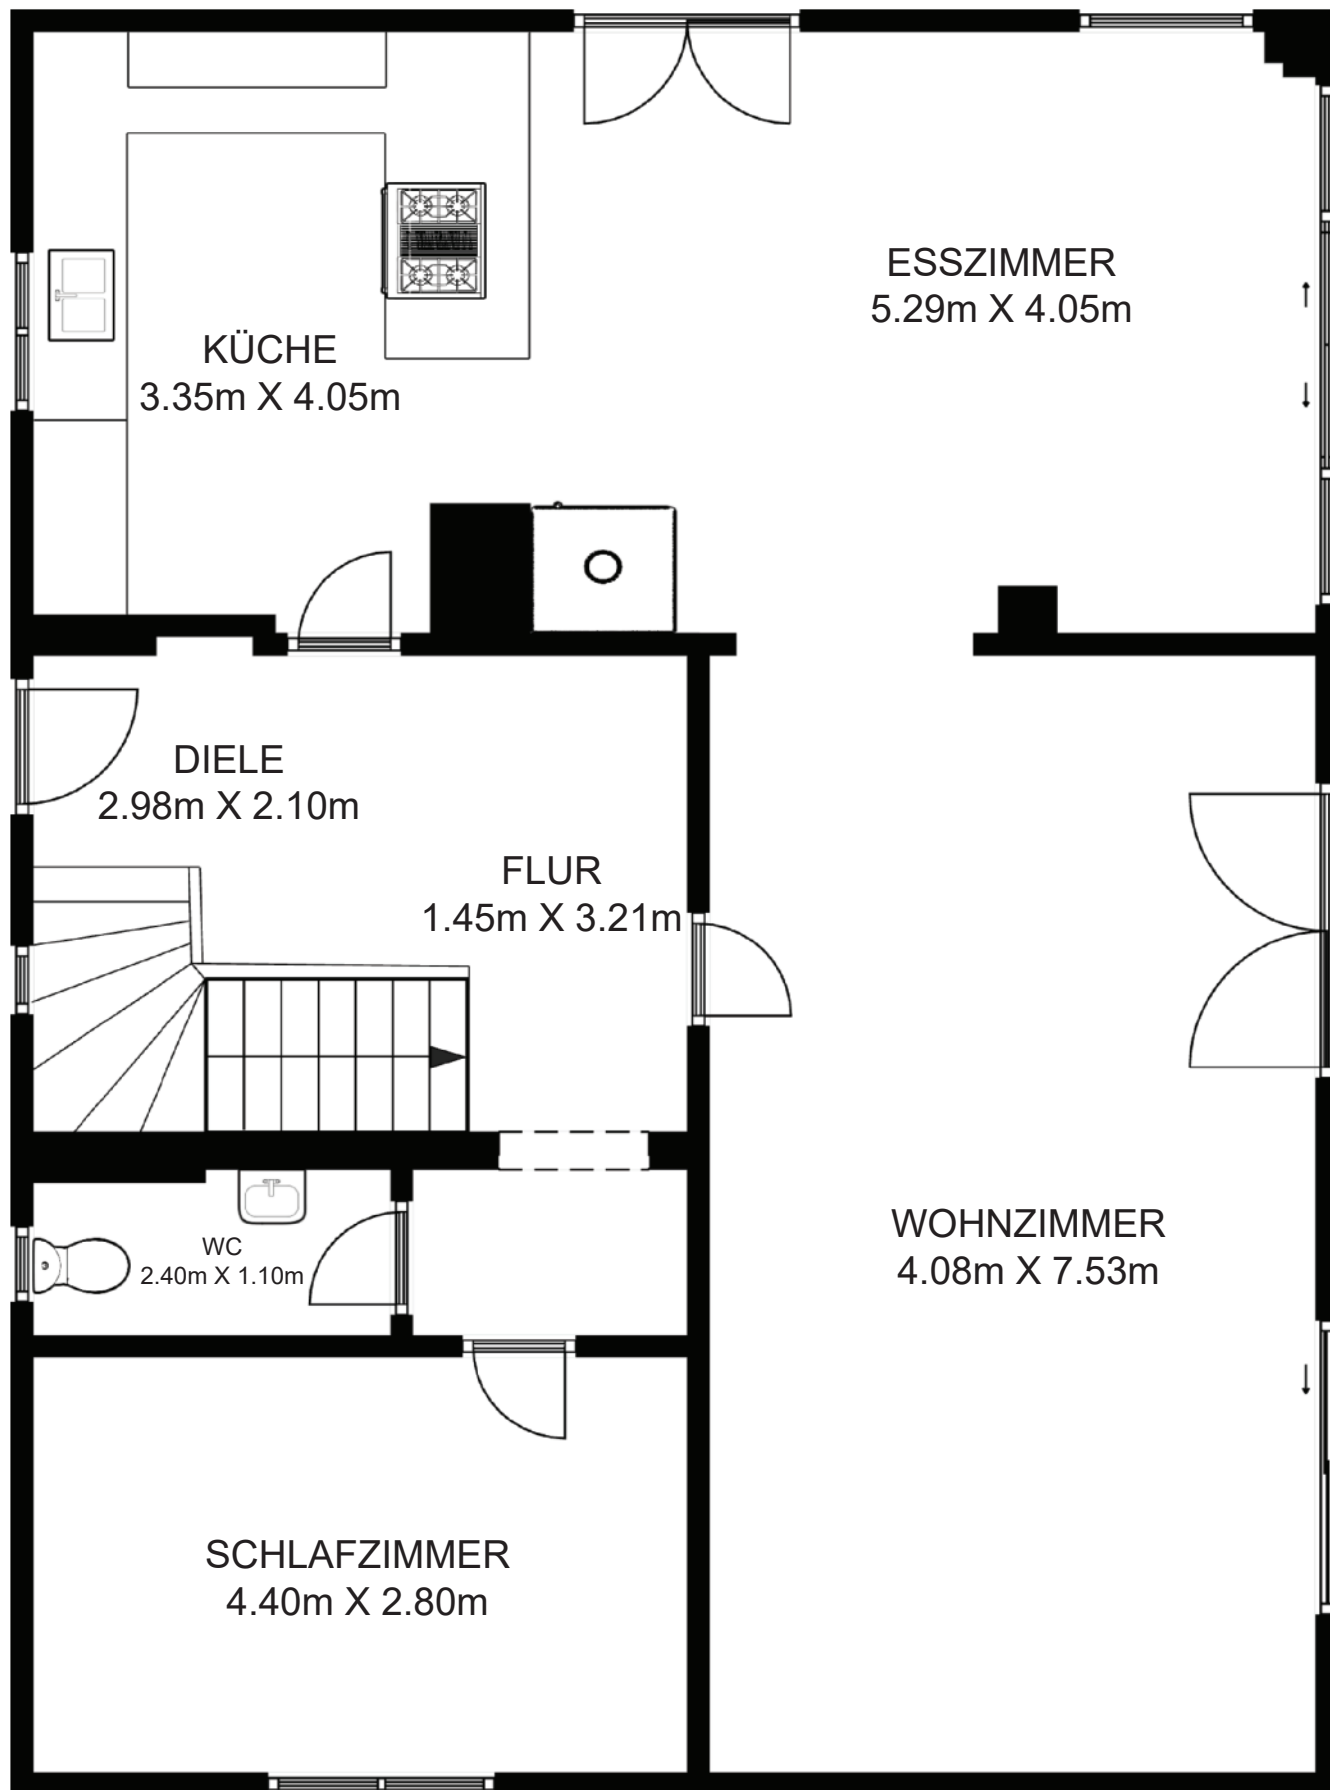 ESSZIMMER
5.29m X 4.05m
KÜCHE
3.35m X 4.05m
DIELE
2.98m X 2.10m
FLUR
1.45m X 3.21m
WOHNZIMMER
4.08m X 7.53m
WC
2.40m X 1.10m
SCHLAFZIMMER
4.40m X 2.80m